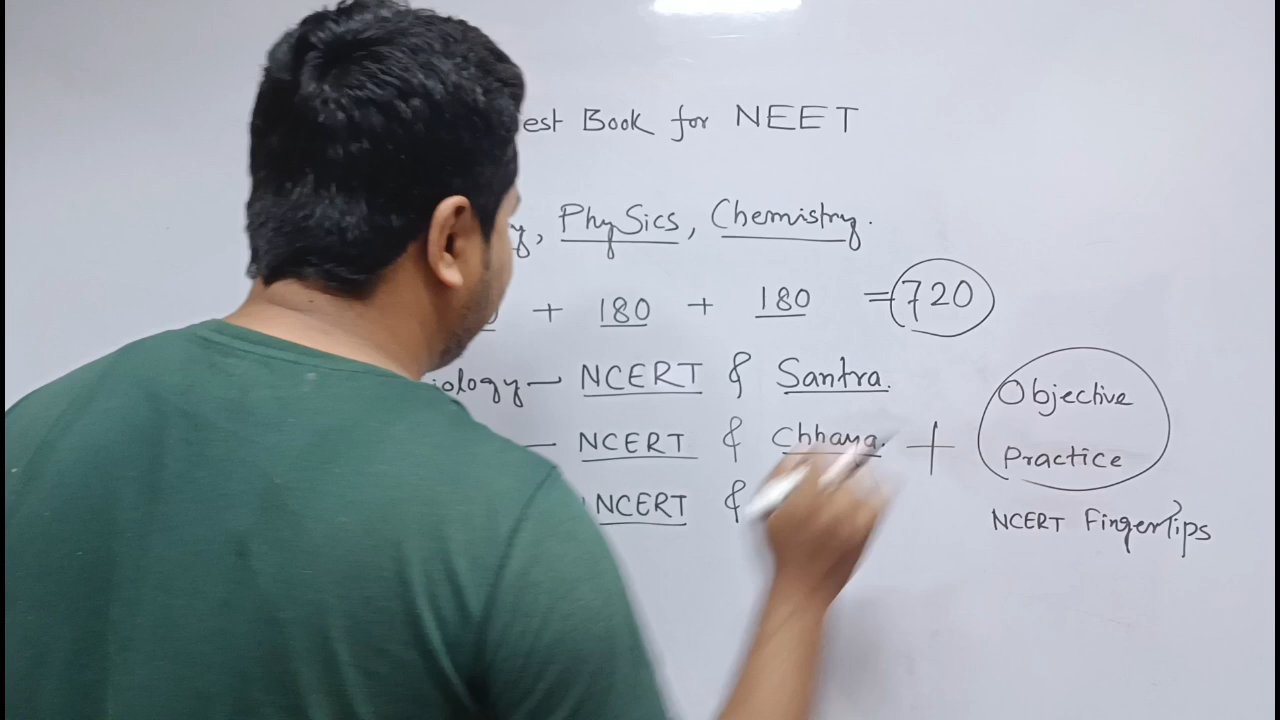 est Book for NEET
y, Physics, Chemistry.
+ 180 + 180 = 720
iology — NCERT & Santra.
— NCERT & Chhaya. +
NCERT &
Objective
Practice
NCERT Fingertips